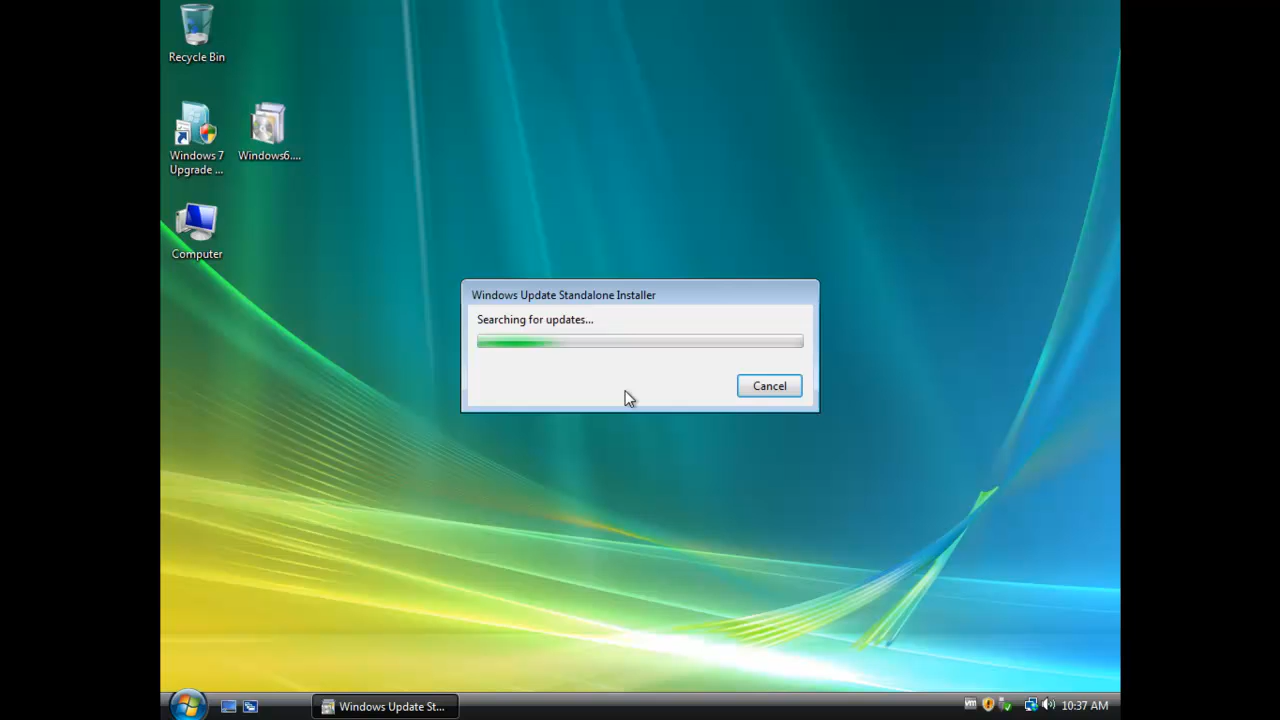 Recycle Bin
Windows 7
Upgrade ...
Windows6....
Computer
Windows Update Standalone Installer
Searching for updates...
Cancel
Windows Update St...
10:37 AM